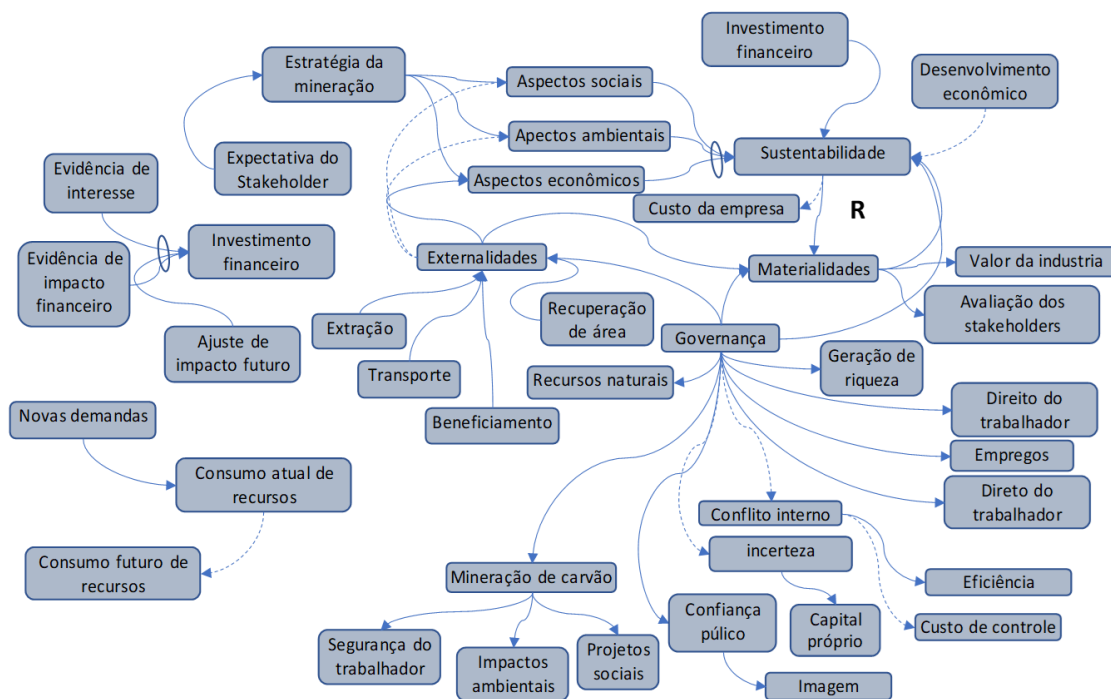 Investimento
financeiro
Estratégia da
mineração
Aspectos sociais
Desenvolvimento
econômico
Apectos ambientais
Sustentabilidade
Expectativa do
Stakeholder
Evidência de
interesse
Aspectos econômicos
Custo da empresa
R
Investimento
financeiro
Evidência de
impacto
financeiro
Externalidades
Materialidades
Valor da industria
Extração
Recuperação
de área
Avaliação dos
stakeholders
Ajuste de
impacto futuro
Governança
Transporte
Recursos naturais
Geração de
riqueza
Novas demandas
Beneficiamento
Direito do
trabalhador
Empregos
Consumo atual de
recursos
Direto do
trabalhador
Conflito interno
incerteza
Consumo futuro de
recursos
Mineração de carvão
Eficiência
Confiança
púlico
Capital
próprio
Custo de controle
Segurança do
trabalhador
Impactos
ambientais
Projetos
sociais
Imagem